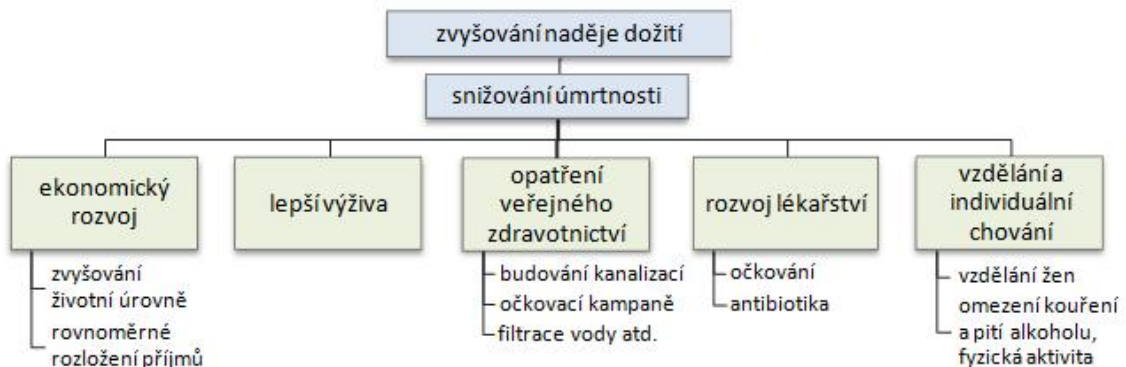 zvyšování naděje dožití
snižování úmrtnosti
ekonomický
rozvoj
lepší výživa
opatření
veřejného
zdravotnictví
rozvoj lékařství
vzdělání a
individuální
chování
zvyšování
životní úrovně
rovnoměrné
rozložení příjmů
budování kanalizací
očkovací kampaně
filtrace vody atd.
očkování
antibiotika
vzdělání žen
omezení kouření
a pití alkoholu,
fyzická aktivita